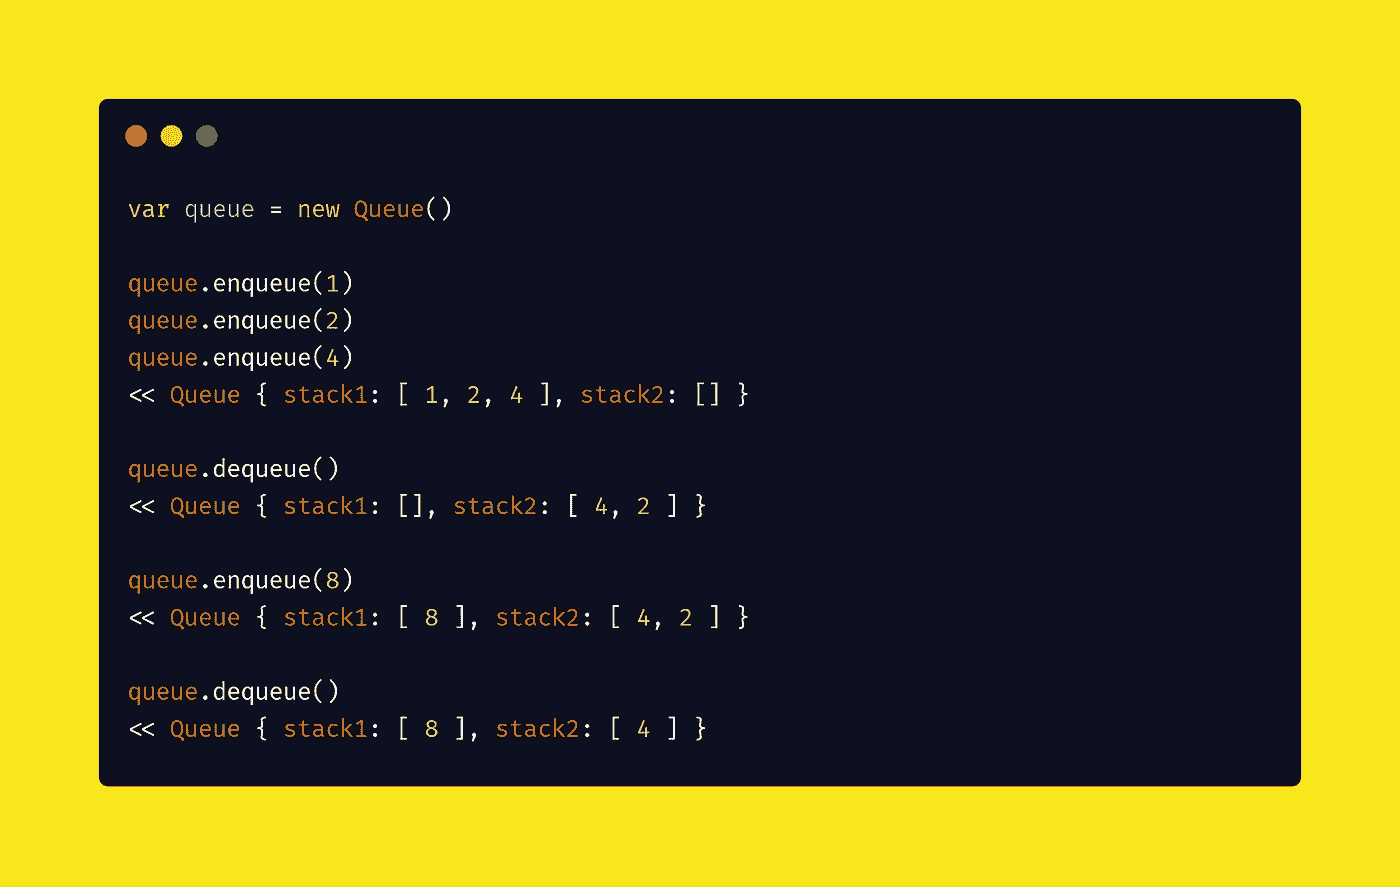 var queue = new Queue()
queue.enqueue(1)
queue.enqueue(2)
queue.enqueue(4)
<< Queue { stack1: [ 1, 2, 4 ], stack2: [] }
queue.dequeue()
<< Queue { stack1: [], stack2: [ 4, 2 ] }
queue.enqueue(8)
<< Queue { stack1: [ 8 ], stack2: [ 4, 2 ] }
queue.dequeue()
<< Queue { stack1: [ 8 ], stack2: [ 4 ] }